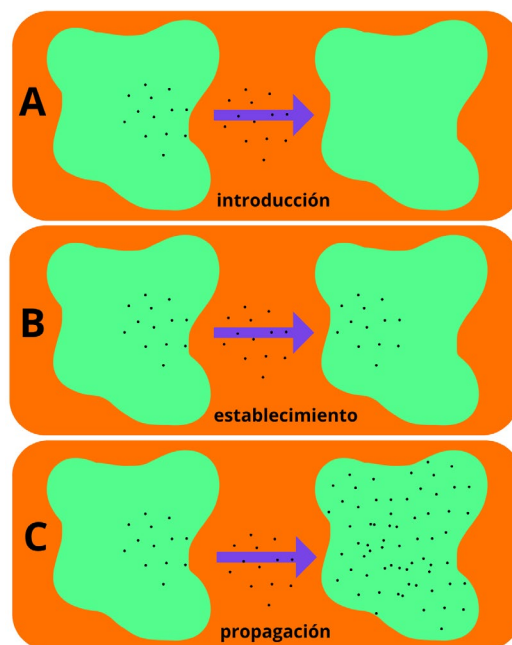 A
introducción
B
establecimiento
C
propagación